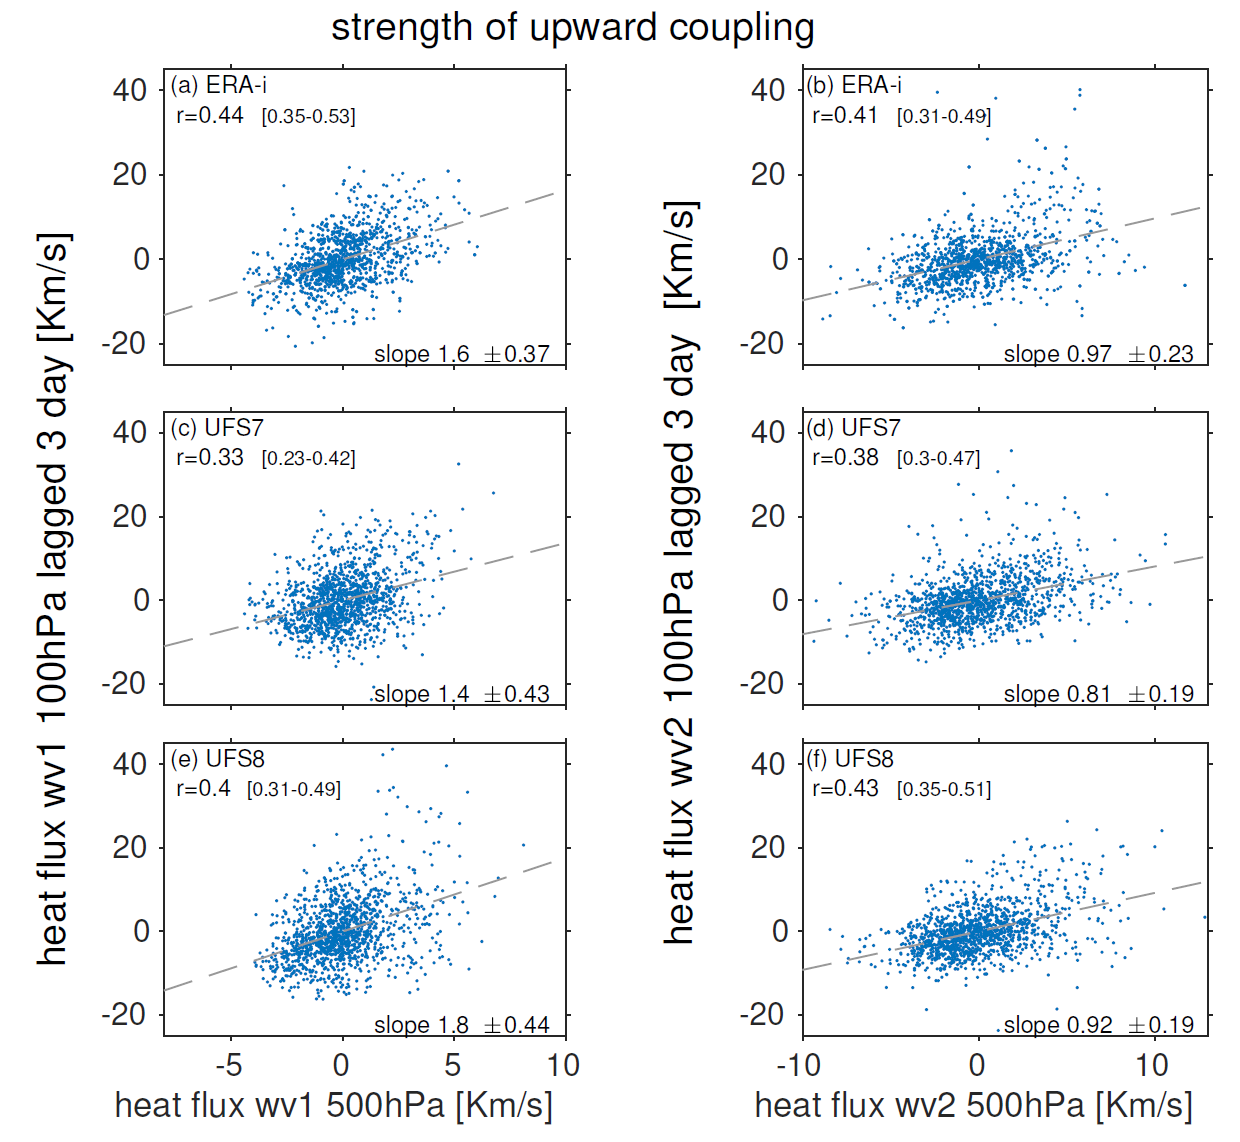 strength of upward coupling
heat flux wv1 100hPa lagged 3 day [Km/s]
(a) ERA-i
r=0.44 [0.35-0.53]
40
20
0
-20
slope 1.6 ±0.37
(c) UFS7
r=0.33 [0.23-0.42]
40
20
0
-20
slope 1.4 ±0.43
(e) UFS8
r=0.4 [0.31-0.49]
40
20
0
-20
slope 1.8 ±0.44
-5 0 5 10
heat flux wv1 500hPa [Km/s]
heat flux wv2 100hPa lagged 3 day [Km/s]
(b) ERA-i
r=0.41 [0.31-0.49]
40
20
0
-20
slope 0.97 ±0.23
(d) UFS7
r=0.38 [0.3-0.47]
40
20
0
-20
slope 0.81 ±0.19
(f) UFS8
r=0.43 [0.35-0.51]
40
20
0
-20
slope 0.92 ±0.19
-10 0 10
heat flux wv2 500hPa [Km/s]